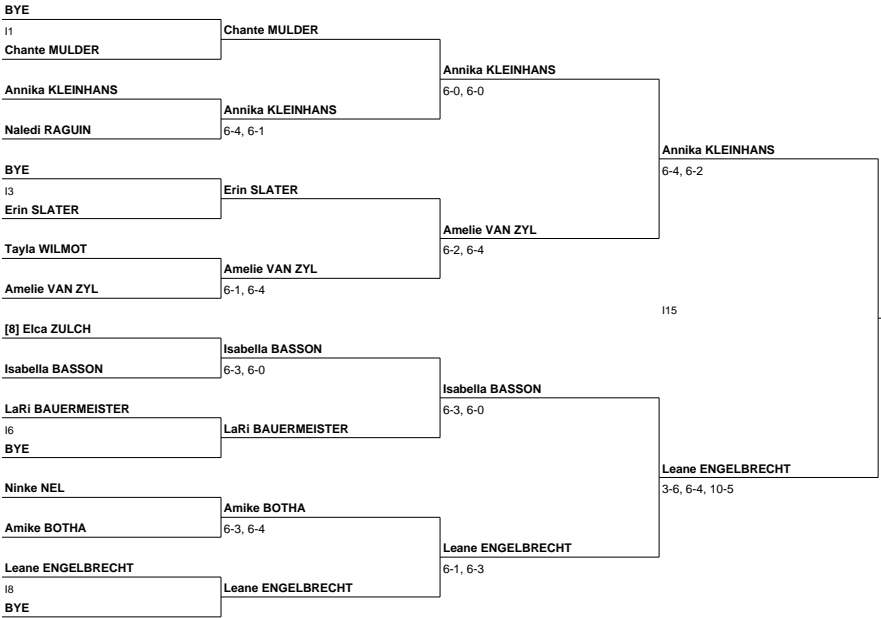 BYE
I1
Chante MULDER
Chante MULDER
Annika KLEINHANS
6-0, 6-0
Annika KLEINHANS
Annika KLEINHANS
6-4, 6-1
Naledi RAGUIN
Annika KLEINHANS
6-4, 6-2
BYE
I3
Erin SLATER
Erin SLATER
Amelie VAN ZYL
6-2, 6-4
Tayla WILMOT
Amelie VAN ZYL
6-1, 6-4
Amelie VAN ZYL
I15
[8] Elca ZULCH
Isabella BASSON
6-3, 6-0
Isabella BASSON
Isabella BASSON
6-3, 6-0
LaRi BAUERMEISTER
I6
BYE
LaRi BAUERMEISTER
Leane ENGELBRECHT
3-6, 6-4, 10-5
Ninke NEL
Amike BOTHA
6-3, 6-4
Amike BOTHA
Leane ENGELBRECHT
6-1, 6-3
Leane ENGELBRECHT
I8
BYE
Leane ENGELBRECHT